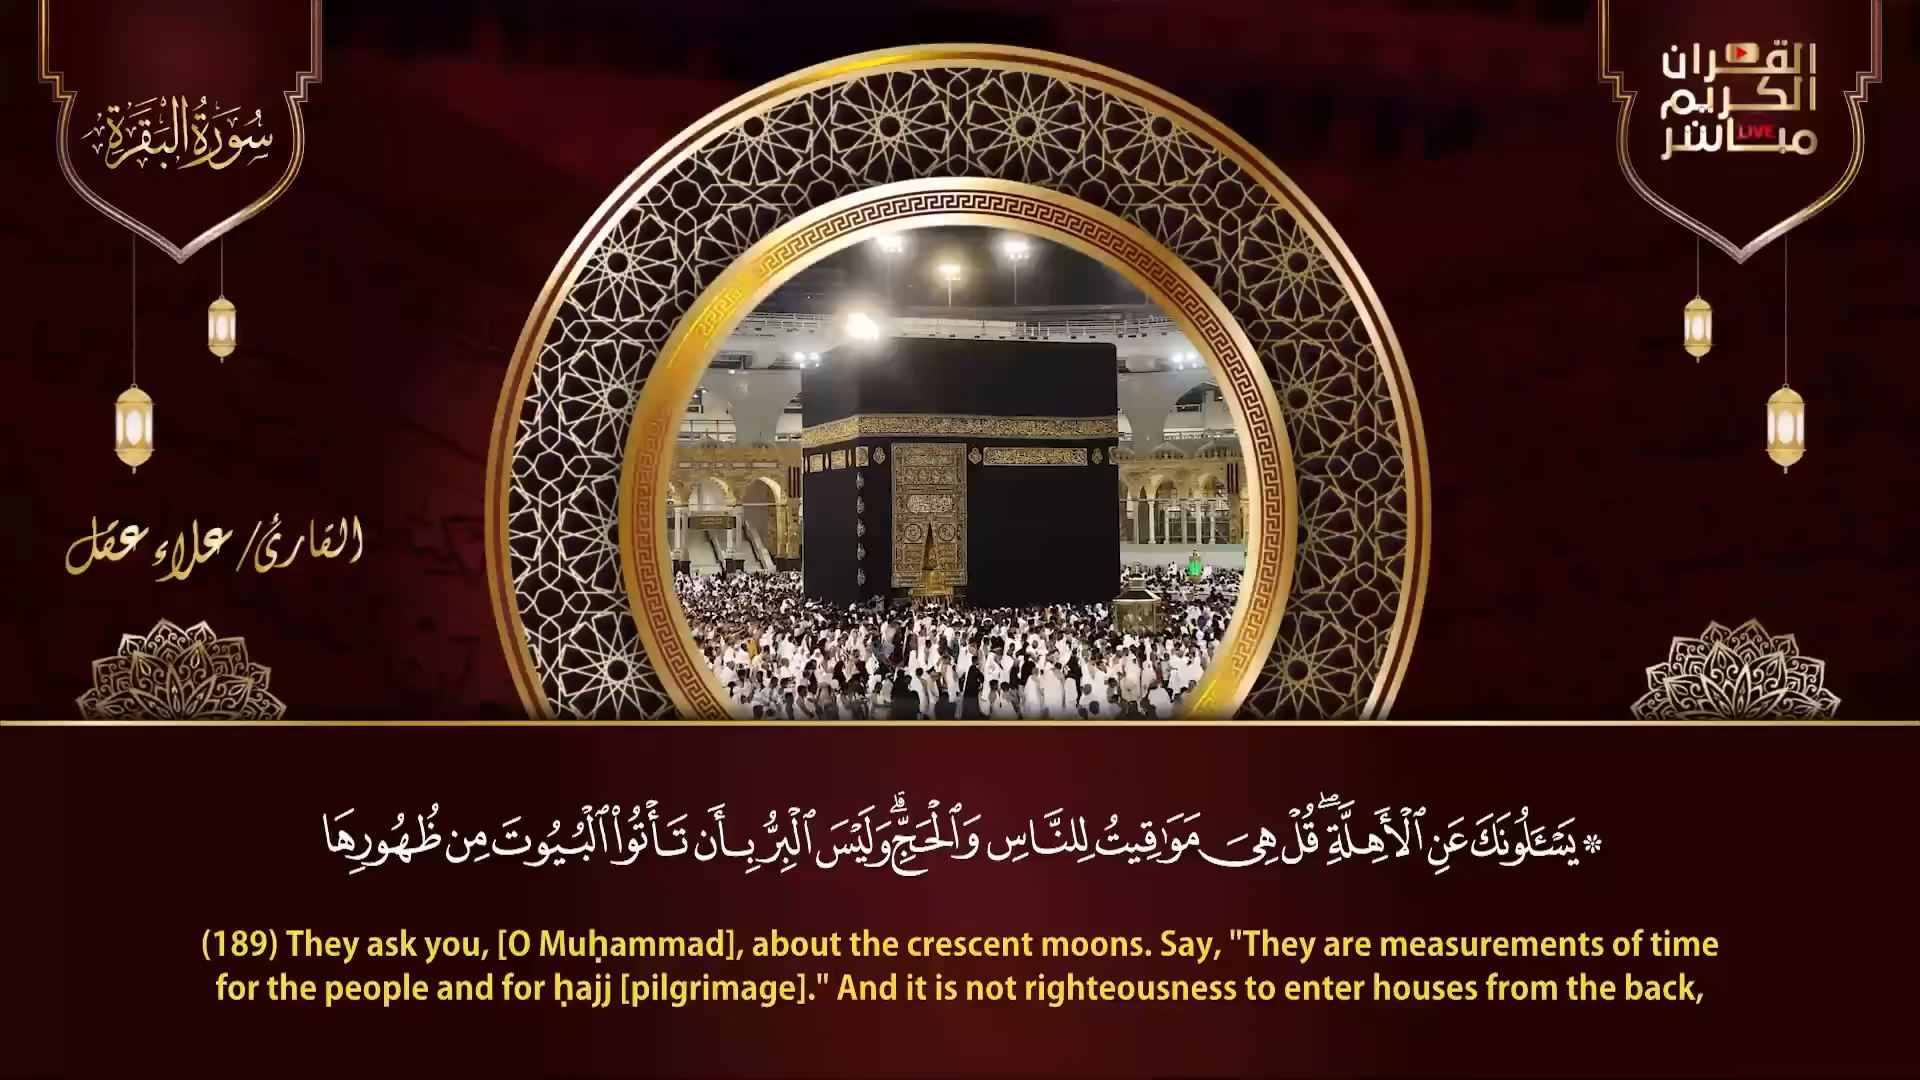 سُورَةُ البَقَرَةِ
القرآن
الكريم
مباشر
LIVE
القارئ/ علاء عقل
۞ يَسْـَٔلُونَكَ عَنِ ٱلْأَهِلَّةِۖ قُلْ هِىَ مَوَٰقِيتُ لِلنَّاسِ وَٱلْحَجِّۗ وَلَيْسَ ٱلْبِرُّ بِأَن تَأْتُوا۟ ٱلْبُيُوتَ مِن ظُهُورِهَا
(189) They ask you, [O Muḥammad], about the crescent moons. Say, "They are measurements of time
for the people and for ḥajj [pilgrimage]." And it is not righteousness to enter houses from the back,